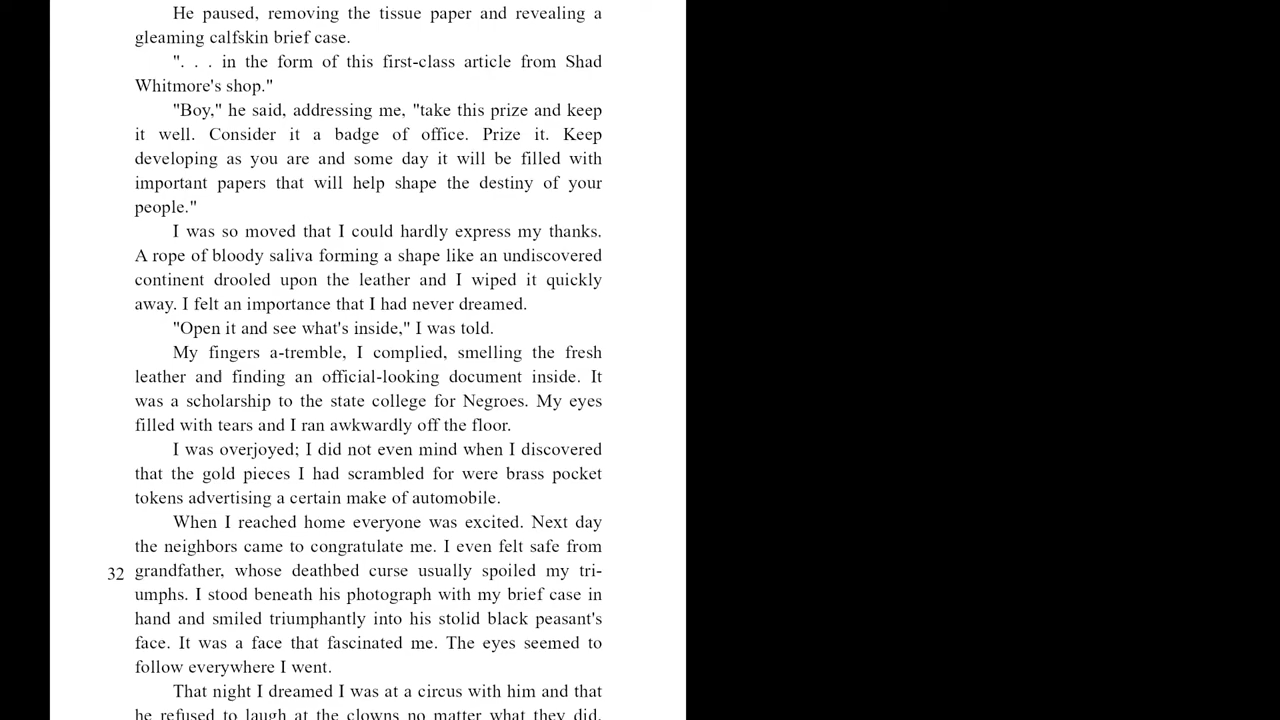 He paused, removing the tissue paper and revealing a
gleaming calfskin brief case.
". . . in the form of this first-class article from Shad
Whitmore's shop."
"Boy," he said, addressing me, "take this prize and keep
it well. Consider it a badge of office. Prize it. Keep
developing as you are and some day it will be filled with
important papers that will help shape the destiny of your
people."
I was so moved that I could hardly express my thanks.
A rope of bloody saliva forming a shape like an undiscovered
continent drooled upon the leather and I wiped it quickly
away. I felt an importance that I had never dreamed.
"Open it and see what's inside," I was told.
My fingers a-tremble, I complied, smelling the fresh
leather and finding an official-looking document inside. It
was a scholarship to the state college for Negroes. My eyes
filled with tears and I ran awkwardly off the floor.
I was overjoyed; I did not even mind when I discovered
that the gold pieces I had scrambled for were brass pocket
tokens advertising a certain make of automobile.
When I reached home everyone was excited. Next day
the neighbors came to congratulate me. I even felt safe from
32 grandfather, whose deathbed curse usually spoiled my tri-
umphs. I stood beneath his photograph with my brief case in
hand and smiled triumphantly into his stolid black peasant's
face. It was a face that fascinated me. The eyes seemed to
follow everywhere I went.
That night I dreamed I was at a circus with him and that
he refused to laugh at the clowns no matter what they did.